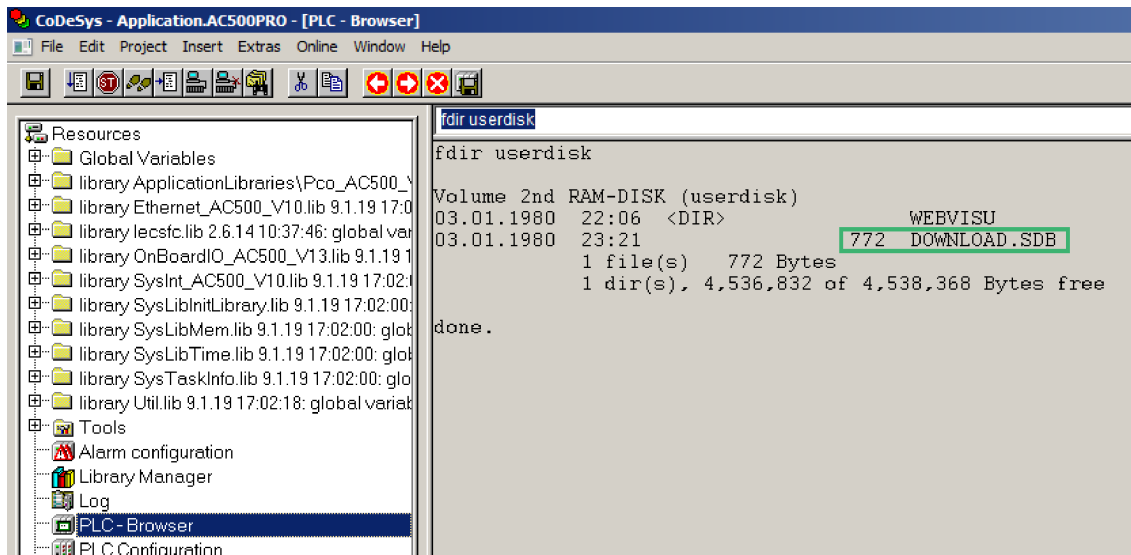 CoDeSys - Application.AC500PRO - [PLC - Browser]
File Edit Project Insert Extras Online Window Help
ST
Resources
Global Variables
library ApplicationLibraries\Pco_AC500_
library Ethernet_AC500_V10.lib 9.1.19 17:0
library Iecsfc.lib 2.6.14 10:37:46: global var
library OnBoardIO_AC500_V13.lib 9.1.19 1
library SysInt_AC500_V10.lib 9.1.19 17:02:
library SysLibInitLibrary.lib 9.1.19 17:02:00:
library SysLibMem.lib 9.1.19 17:02:00: glob
library SysLibTime.lib 9.1.19 17:02:00: glob
library SysTaskInfo.lib 9.1.19 17:02:00: glo
library Util.lib 9.1.19 17:02:18: global variab
Tools
Alarm configuration
Library Manager
Log
PLC - Browser
PLC Configuration
fdir userdisk
fdir userdisk
Volume 2nd RAM-DISK (userdisk)
03.01.1980 22:06 <DIR> WEBVISU
03.01.1980 23:21 772 DOWNLOAD.SDB
1 file(s) 772 Bytes
1 dir(s), 4,536,832 of 4,538,368 Bytes free
done.